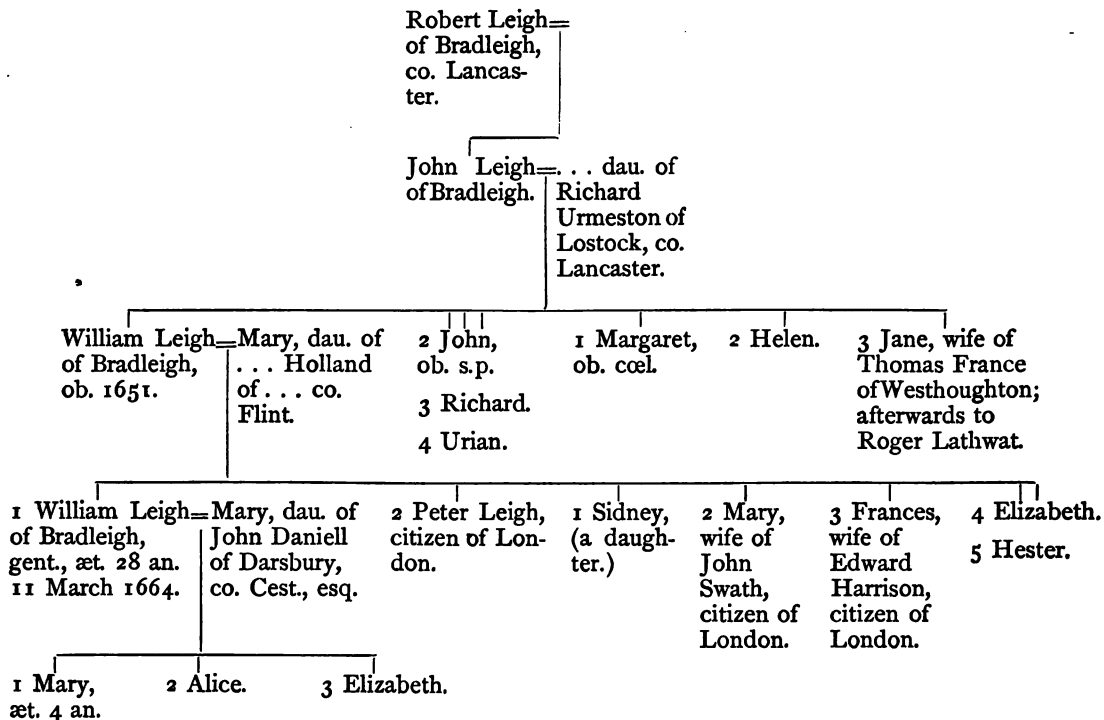 Robert Leigh=
of Bradleigh,
co. Lancas-
ter.
John Leigh=. . . dau. of
of Bradleigh. Richard
Urmeston of
Lostock, co.
Lancaster.
William Leigh=Mary, dau. of
of Bradleigh, . . . Holland
ob. 1651. of . . . co.
Flint.
2 John,
ob. s.p.
3 Richard.
4 Urian.
1 Margaret,
ob. cœl.
2 Helen.
3 Jane, wife of
Thomas France
of Westhoughton;
afterwards to
Roger Lathwat.
1 William Leigh=Mary, dau. of
of Bradleigh, John Daniell
gent., æt. 28 an. of Darsbury,
11 March 1664. co. Cest., esq.
2 Peter Leigh,
citizen of Lon-
don.
1 Sidney,
(a daugh-
ter.)
2 Mary,
wife of
John
Swath,
citizen of
London.
3 Frances,
wife of
Edward
Harrison,
citizen of
London.
4 Elizabeth.
5 Hester.
1 Mary,
æt. 4 an.
2 Alice.
3 Elizabeth.